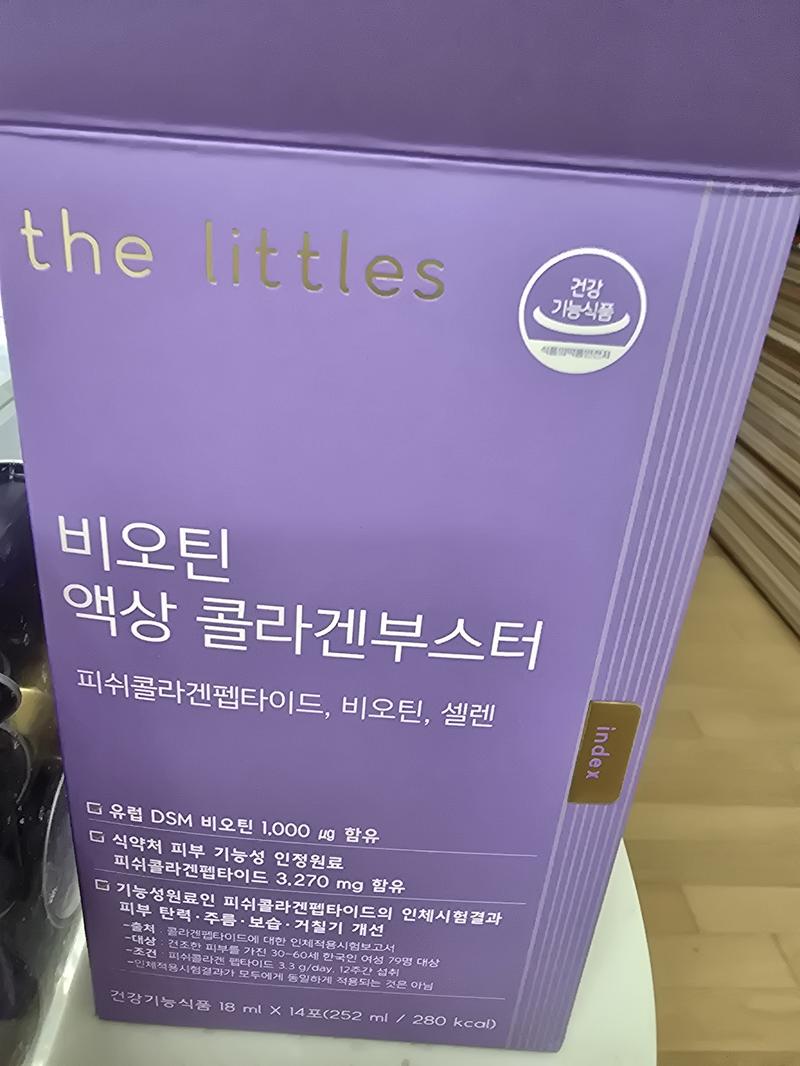 the littles
건강
기능식품
식품의약품안전처
비오틴
액상 콜라겐부스터
피쉬콜라겐펩타이드, 비오틴, 셀렌
index
유럽 DSM 비오틴 1,000 ㎍ 함유
식약처 피부 기능성 인정원료
피쉬콜라겐펩타이드 3,270 mg 함유
기능성원료인 피쉬콜라겐펩타이드의 인체시험결과
피부 탄력·주름·보습·거칠기 개선
-출처 : 콜라겐펩타이드에 대한 인체적용시험보고서
-대상 : 건조한 피부를 가진 30~60세 한국인 여성 79명 대상
-조건 : 피쉬콜라겐 펩타이드 3.3 g/day, 12주간 섭취
-인체적용시험결과가 모두에게 동일하게 적용되는 것은 아님
건강기능식품 18 ml X 14포(252 ml / 280 kcal)